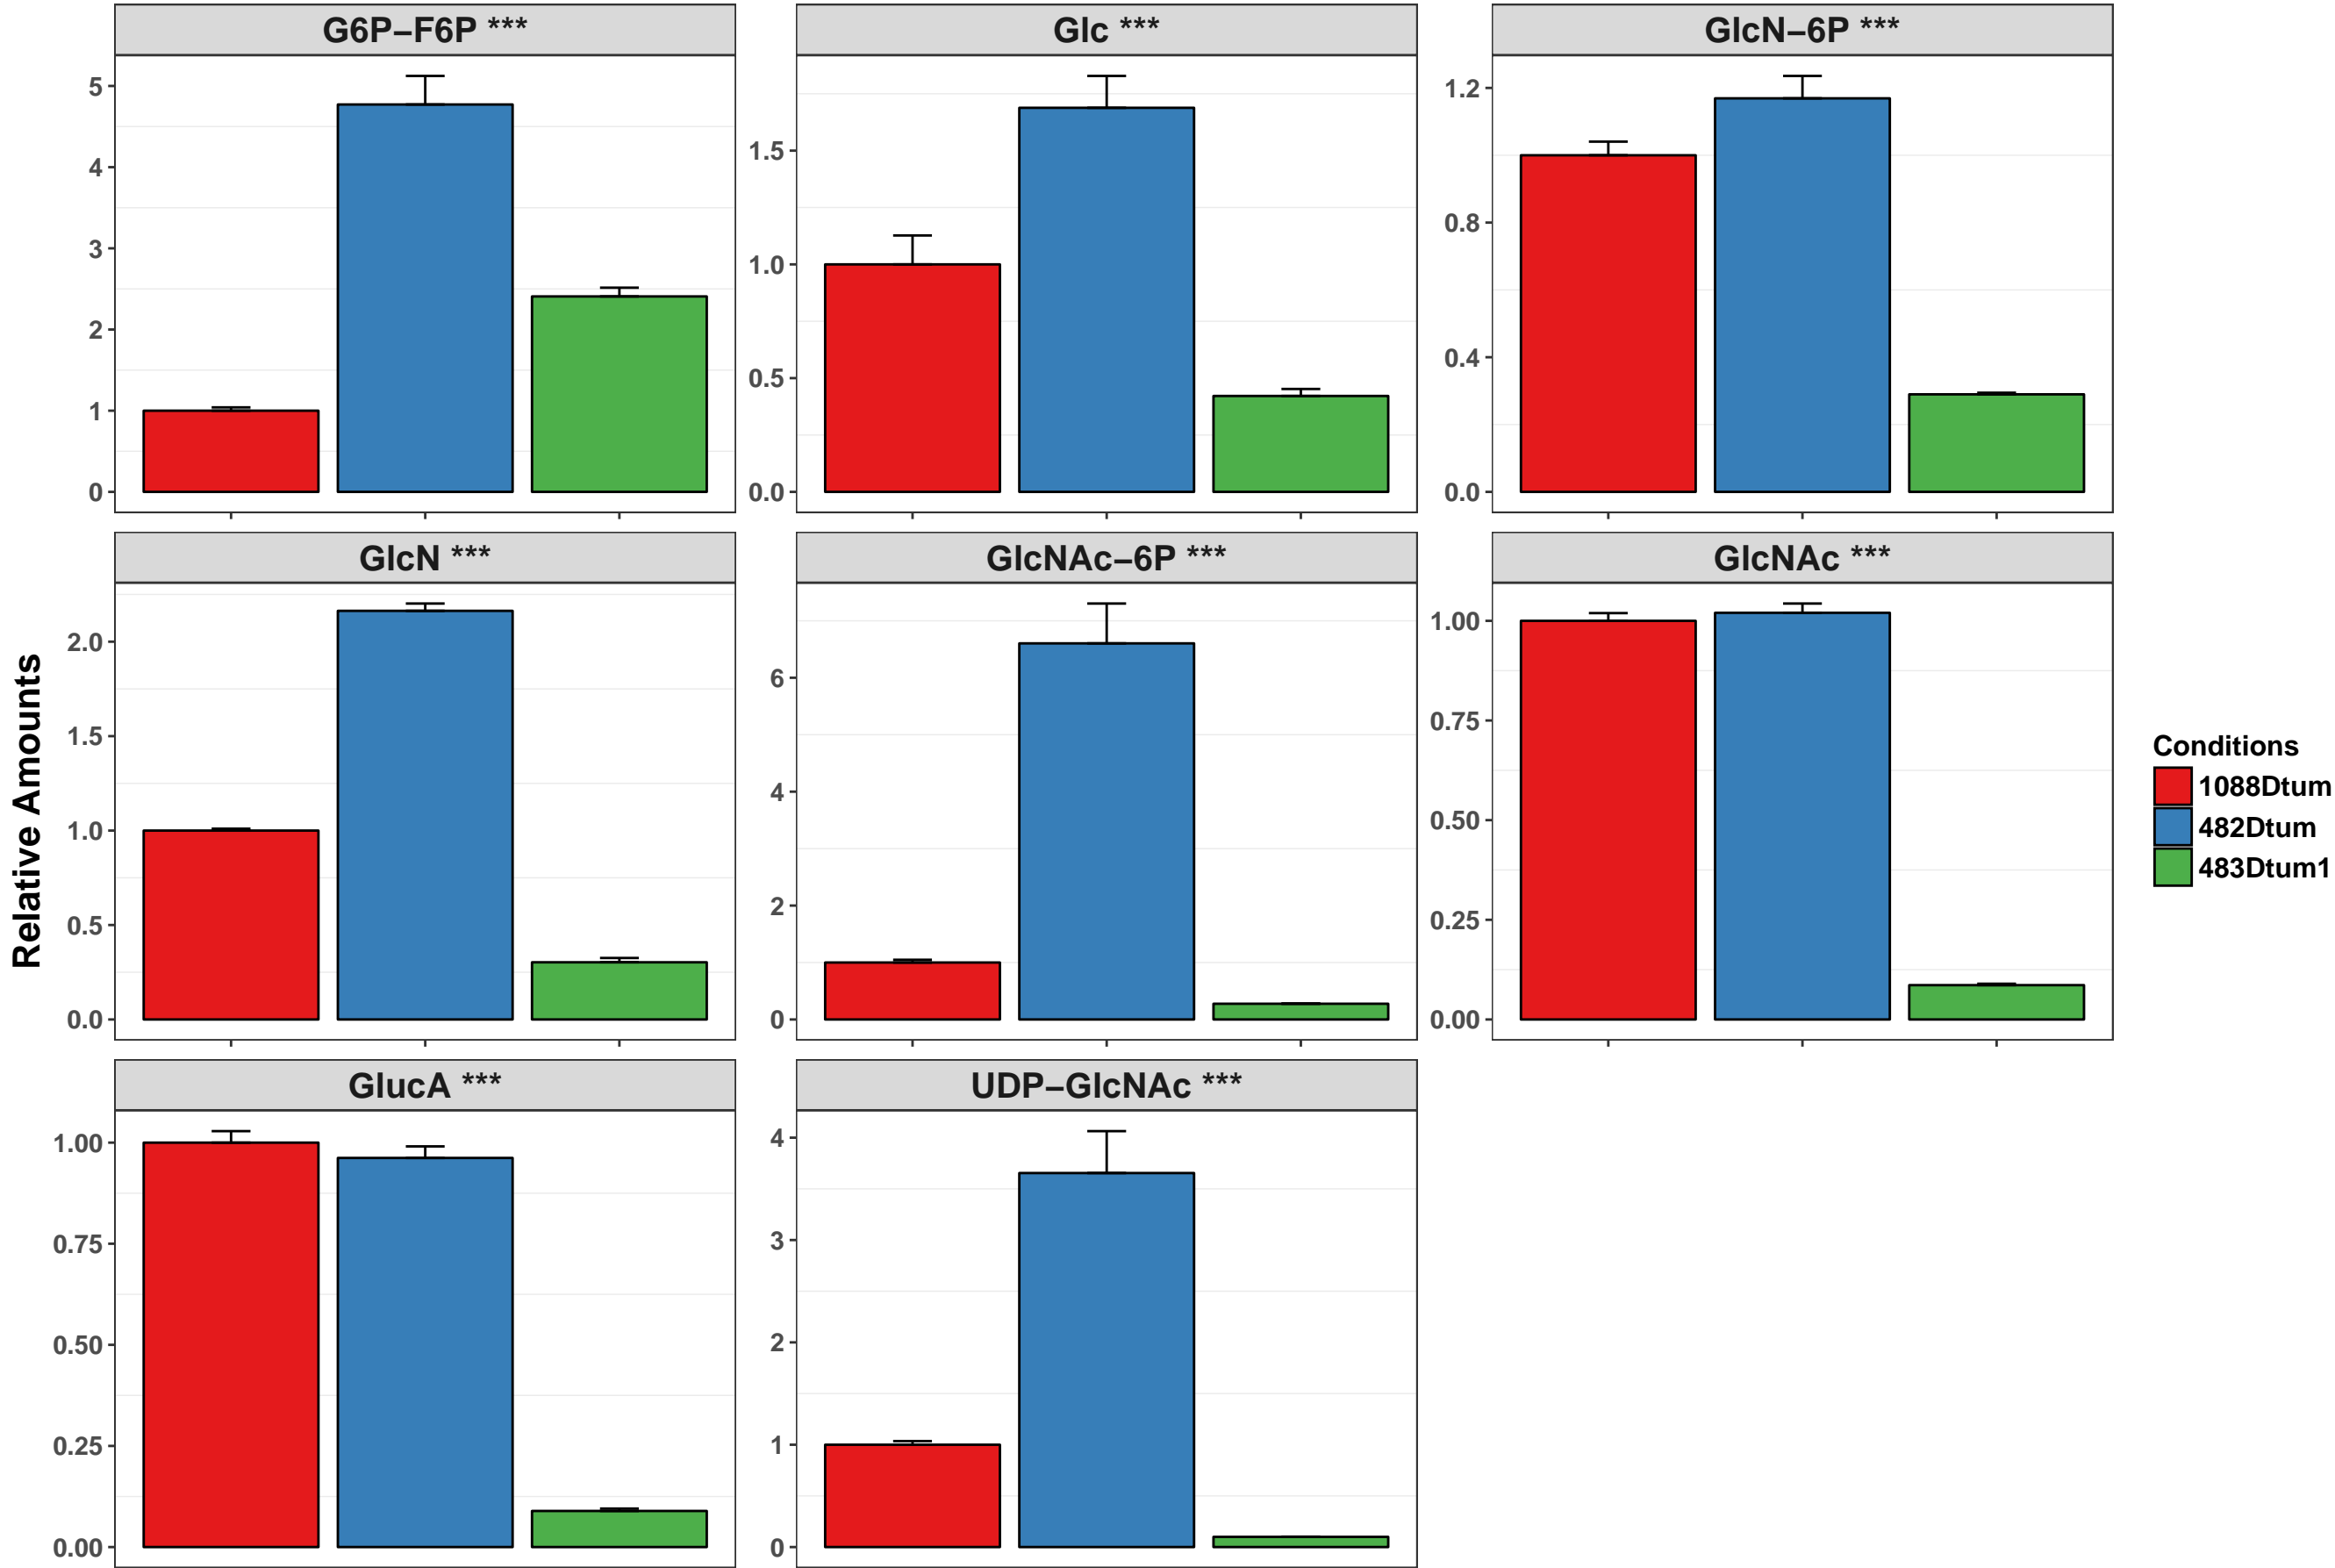 G6P–F6P ***
5
4
3
2
1
0
Glc ***
1.5
1.0
0.5
0.0
GlcN–6P ***
1.2
0.8
0.4
0.0
Relative Amounts
GlcN ***
2.0
1.5
1.0
0.5
0.0
GlcNAc–6P ***
6
4
2
0
GlcNAc ***
1.00
0.75
0.50
0.25
0.00
GlucA ***
1.00
0.75
0.50
0.25
0.00
UDP–GlcNAc ***
4
3
2
1
0
Conditions
1088Dtum
482Dtum
483Dtum1